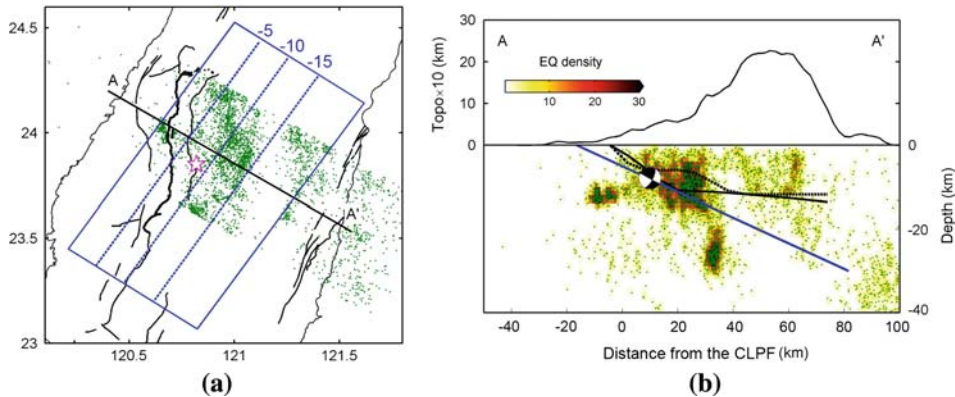 (a)
24.5
24
23.5
23
120.5
121
121.5
-5
-10
-15
A
A'
(b)
A
A'
EQ density
10
20
30
Topo×10 (km)
30
20
10
0
0
-20
-40
Depth (km)
-40
-20
0
20
40
60
80
100
Distance from the CLPF (km)
(a)
(b)